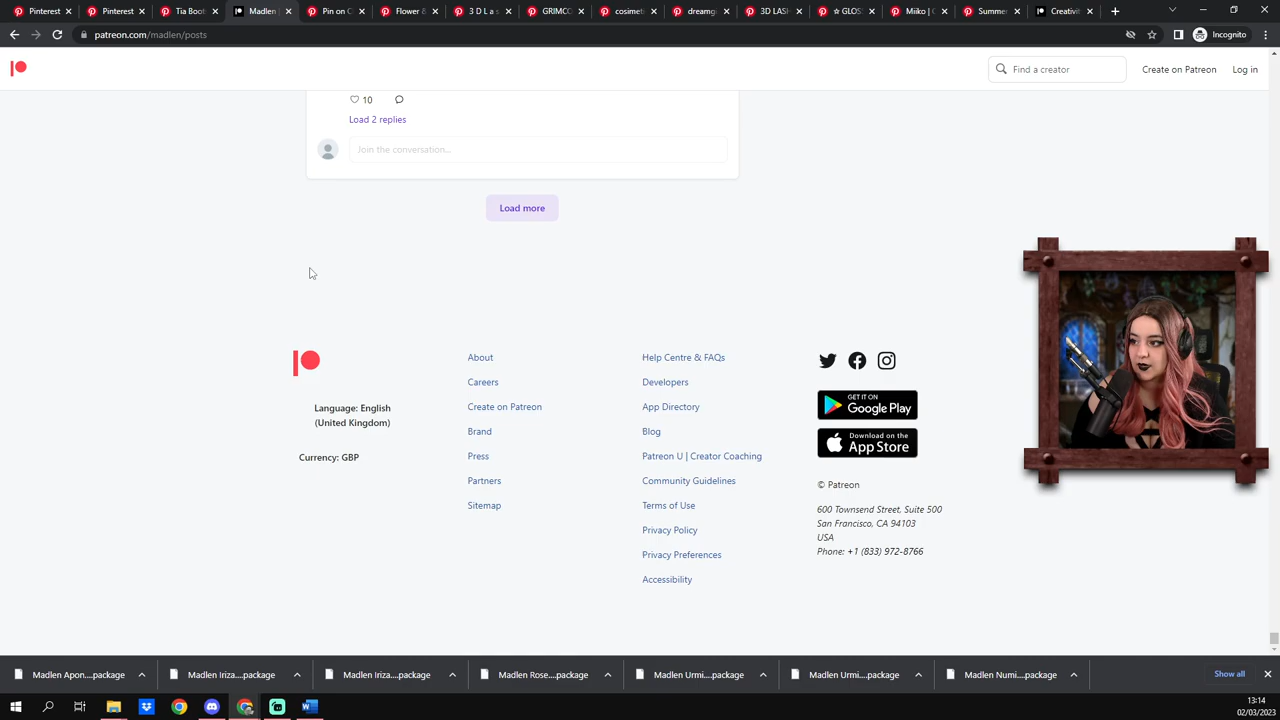 Pinterest
Pinterest
Tia Boot
Madlen |
Pin on C
Flower &
3 D L a s
GRIMCO
cosimet
dreamg
3D LASH
☆ GLOSS
Miiko | C
Summer
Creativit
patreon.com/madlen/posts
Incognito
Find a creator
Create on Patreon
Log in
10
Load 2 replies
Join the conversation...
Load more
Language: English
(United Kingdom)
Currency: GBP
About
Careers
Create on Patreon
Brand
Press
Partners
Sitemap
Help Centre & FAQs
Developers
App Directory
Blog
Patreon U | Creator Coaching
Community Guidelines
Terms of Use
Privacy Policy
Privacy Preferences
Accessibility
GET IT ON
Google Play
Download on the
App Store
© Patreon
600 Townsend Street, Suite 500
San Francisco, CA 94103
USA
Phone: +1 (833) 972-8766
Madlen Apon....package
Madlen Iriza....package
Madlen Iriza....package
Madlen Rose....package
Madlen Urmi....package
Madlen Urmi....package
Madlen Numi....package
Show all
13:14
02/03/2023